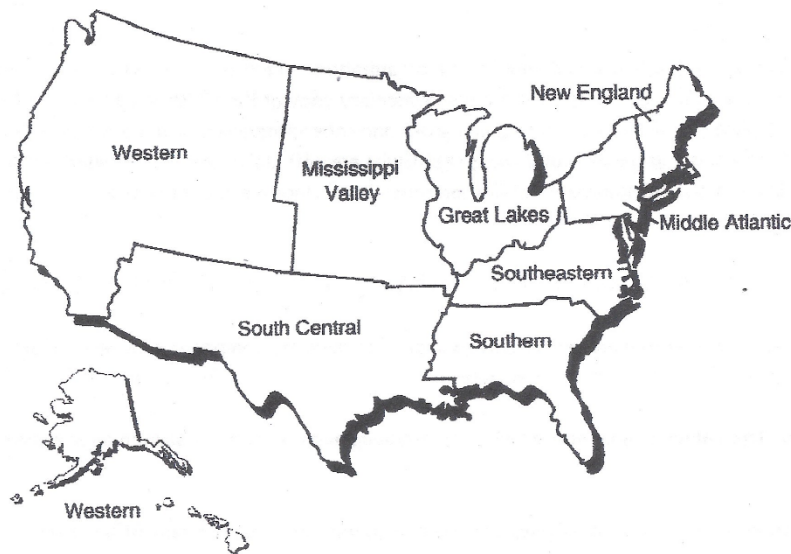 New England
Western
Mississippi
Valley
Great Lakes
Middle Atlantic
Southeastern
South Central
Southern
Western